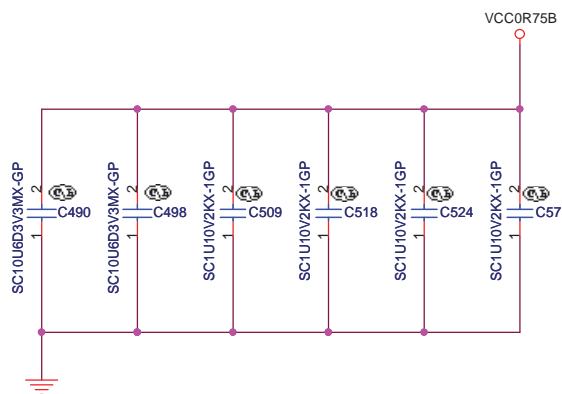 VCC0R75B
SC10U6D3V3MX-GP
2
1
C490
SC10U6D3V3MX-GP
2
1
C498
SC1U10V2KX-1GP
2
1
C509
SC1U10V2KX-1GP
2
1
C518
SC1U10V2KX-1GP
2
1
C524
SC1U10V2KX-1GP
2
1
C57